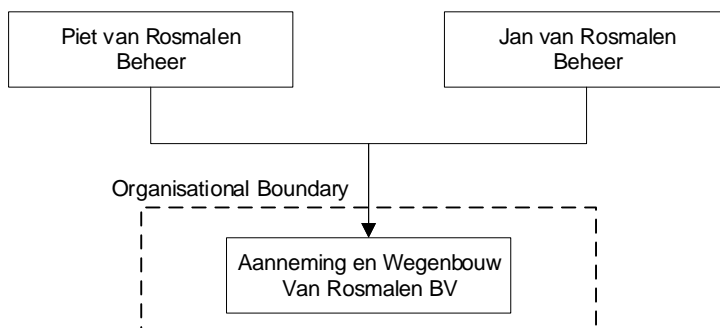 Piet van Rosmalen
Beheer
Jan van Rosmalen
Beheer
Organisational Boundary
Aanneming en Wegenbouw
Van Rosmalen BV